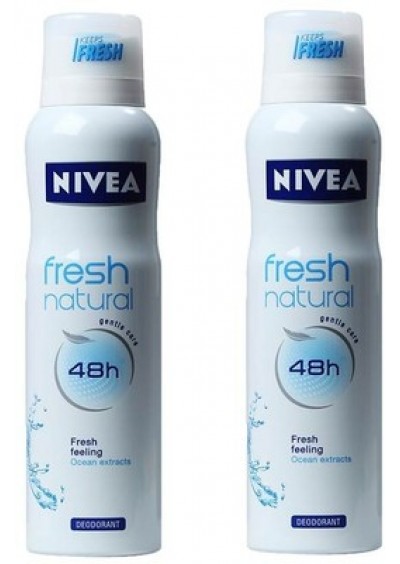 KEEPS
FRESH
NIVEA
fresh
natural
gentle care
48h
Fresh
feeling
Ocean extracts
DEODORANT
KEEPS
FRESH
NIVEA
fresh
natural
gentle care
48h
Fresh
feeling
Ocean extracts
DEODORANT